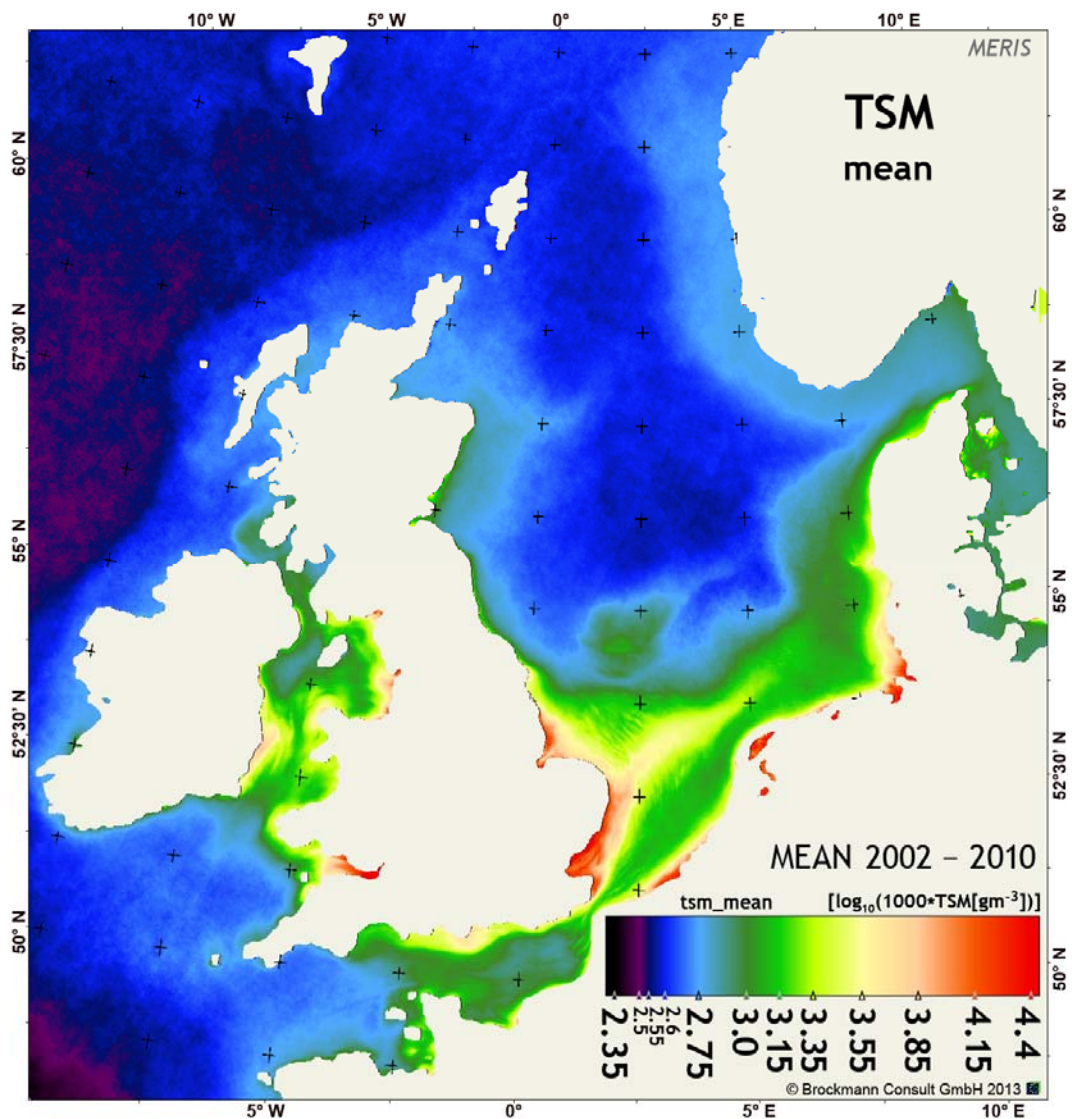 10° W 5° W 0° 5° E 10° E
MERIS
TSM
mean
60° N
60° N
57°30' N
57°30' N
55° N
55° N
52°30' N
52°30' N
MEAN 2002 – 2010
tsm_mean [log₁₀(1000*TSM[gm⁻³])]
50° N
50° N
2.35 2.5 2.55 2.6 2.75 3.0 3.15 3.35 3.55 3.85 4.15 4.4
© Brockmann Consult GmbH 2013
5° W 0° 5° E 10° E